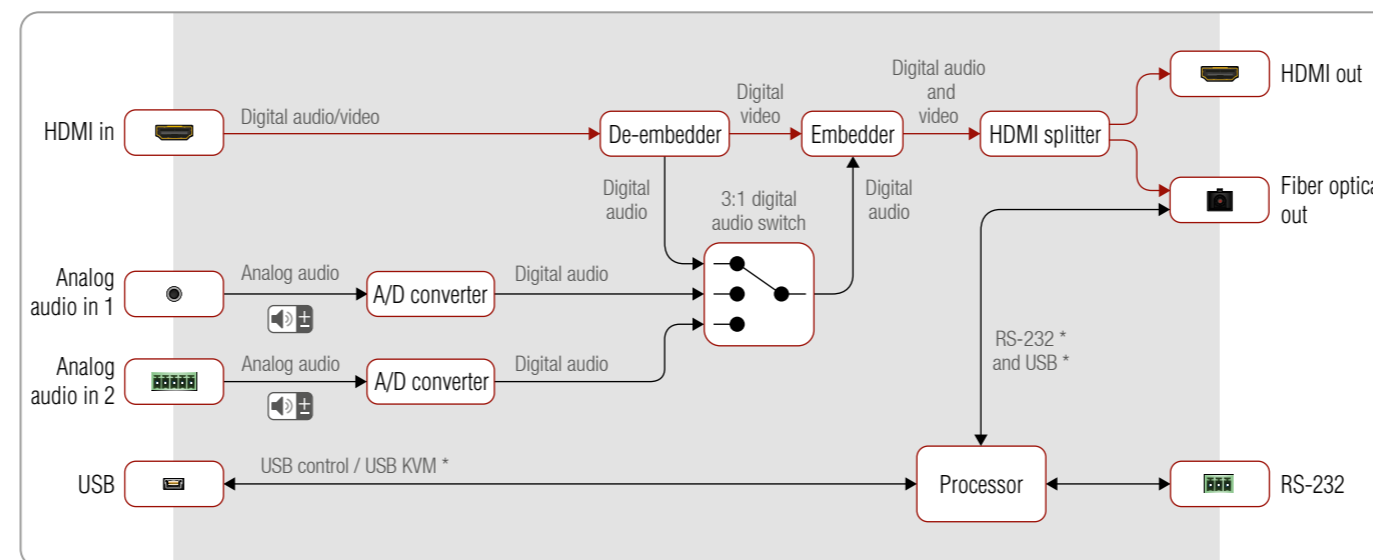 HDMI in
Digital audio/video
De-embedder
Digital
video
Embedder
Digital audio
and
video
HDMI splitter
HDMI out
Fiber optica
out
Digital
audio
3:1 digital
audio switch
Digital
audio
Analog
audio in 1
Analog audio
A/D converter
Digital audio
Analog
audio in 2
Analog audio
A/D converter
Digital audio
RS-232 *
and USB *
USB
USB control / USB KVM *
Processor
RS-232